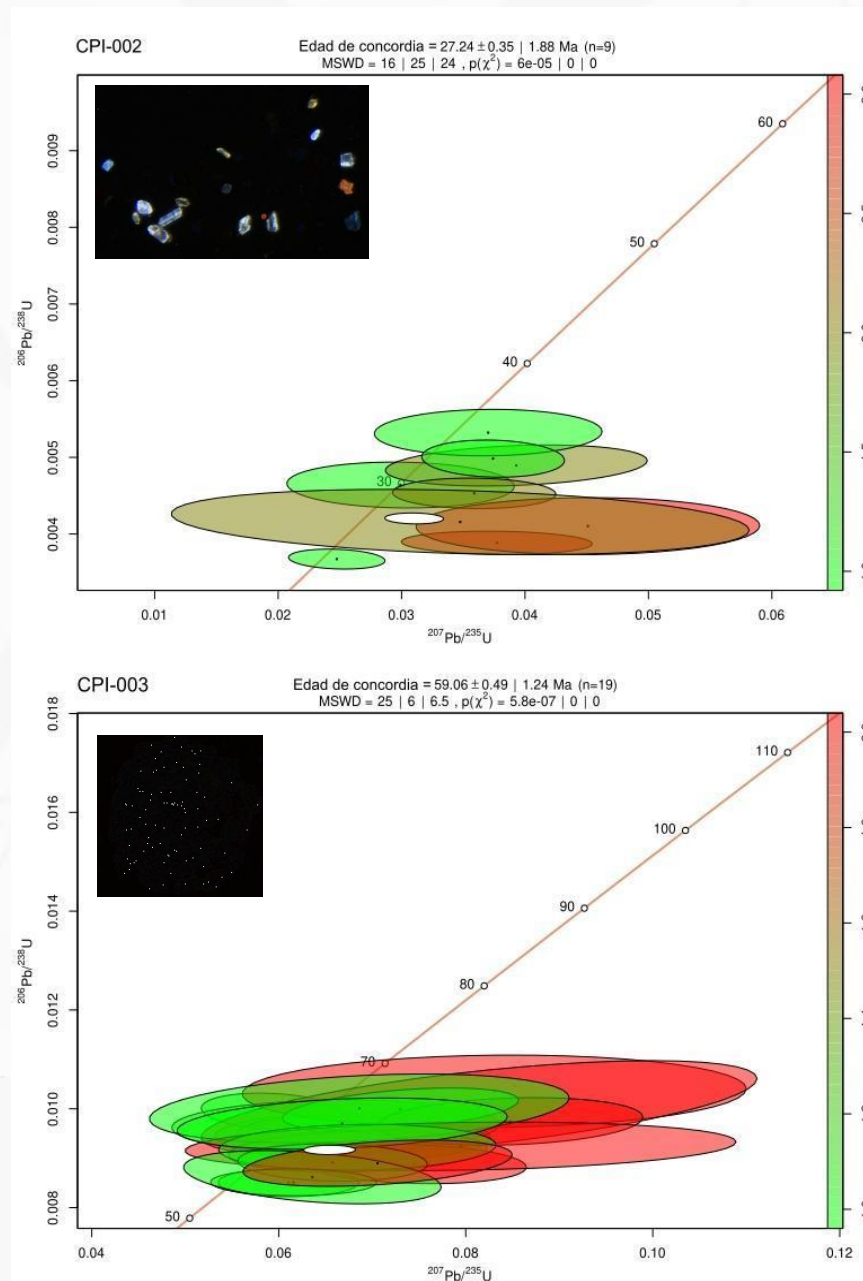 CPI-002
Edad de concordia = 27.24 ± 0.35 | 1.88 Ma (n=9)
MSWD = 16 | 25 | 24 , p(χ²) = 6e-05 | 0 | 0
0.009
0.008
0.007
0.006
0.005
0.004
²⁰⁶Pb/²³⁸U
60
50
40
30
0.01 0.02 0.03 0.04 0.05 0.06
²⁰⁷Pb/²³⁵U
CPI-003
Edad de concordia = 59.06 ± 0.49 | 1.24 Ma (n=19)
MSWD = 25 | 6 | 6.5 , p(χ²) = 5.8e-07 | 0 | 0
0.018
0.016
0.014
0.012
0.010
0.008
²⁰⁶Pb/²³⁸U
110
100
90
80
70
50
0.04 0.06 0.08 0.10 0.12
²⁰⁷Pb/²³⁵U